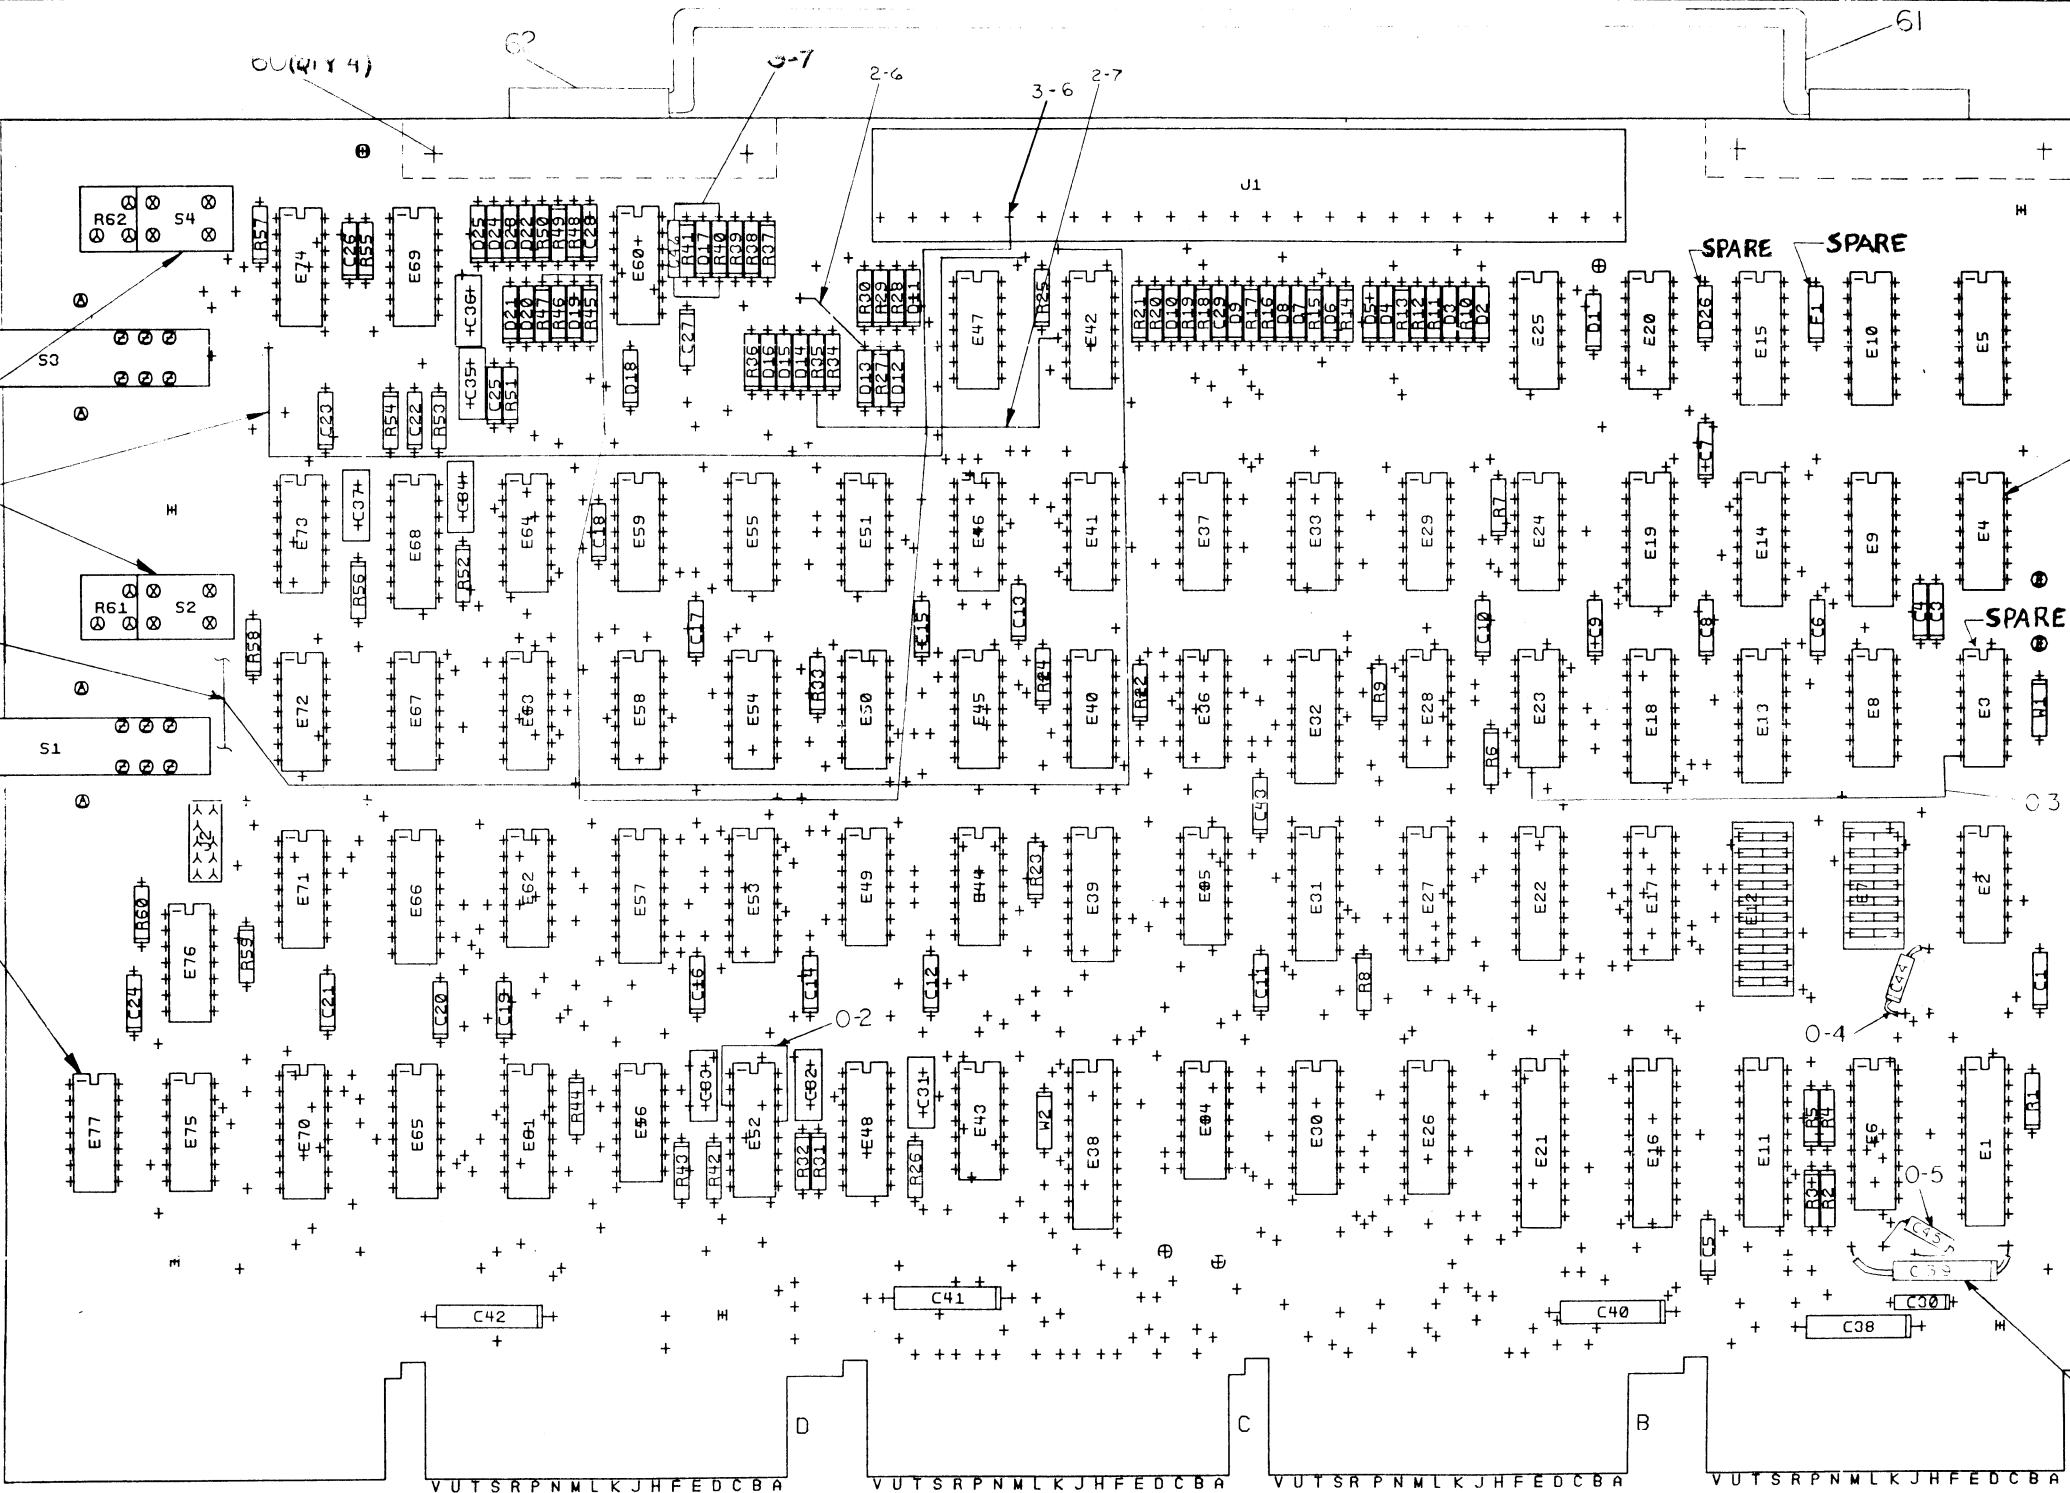 62
61
(QTY 4)
2-6
2-7
3-6
J1
R62 S4
R57
E74
C26
R55
E69
D25
D24
D28
D22
R50
R49
R48
C28
E60
R41
D17
R40
R39
R38
R37
SPARE
SPARE
S3
C36
D21
D20
R47
R46
D19
R45
C27
R30
R29
R28
D11
E47
R25
E42
R21
R20
D10
R19
R18
C29
D9
R17
R16
D8
D7
R15
D6
R14
D5
D4
R13
R12
R11
D3
R10
D2
E25
D1
E20
D26
E15
F1
E10
E5
C35
C25
R51
D18
R36
D16
D15
D14
R35
R34
D13
R27
D12
C23
R54
C22
R53
C7
E73
C37
E68
C34
E64
C18
E59
E55
E51
E46
E41
E37
E33
E29
R7
E24
E19
E14
E9
E4
R56
R52
R61 S2
R58
C17
C15
C13
C10
C9
C8
C6
C4
C3
SPARE
E72
E67
E63
E58
E54
R33
E50
E45
R24
E40
R22
E36
E32
R9
E28
R6
E23
E18
E13
E8
E3
W1
S1
C43
0 3
J2
E71
E66
E62
E57
E53
E49
E44
R23
E39
E35
E31
E27
E22
E17
E12
E7
E2
R60
E76
R59
C24
C21
C20
C19
C16
C14
C12
C11
R8
C44
C1
0-2
0-4
E77
E75
E70
E65
E61
R44
E56
C33
E52
C32
E48
C31
E43
W2
E38
E34
E30
E26
E21
E16
E11
R5
R4
E6
E1
R1
R43
R42
R32
R31
R26
R3
R2
0-5
C5
C45
C39
C42
C41
C40
C30
C38
D
C
B
V U T S R P N M L K J H F E D C B A
V U T S R P N M L K J H F E D C B A
V U T S R P N M L K J H F E D C B A
V U T S R P N M L K J H F E D C B A